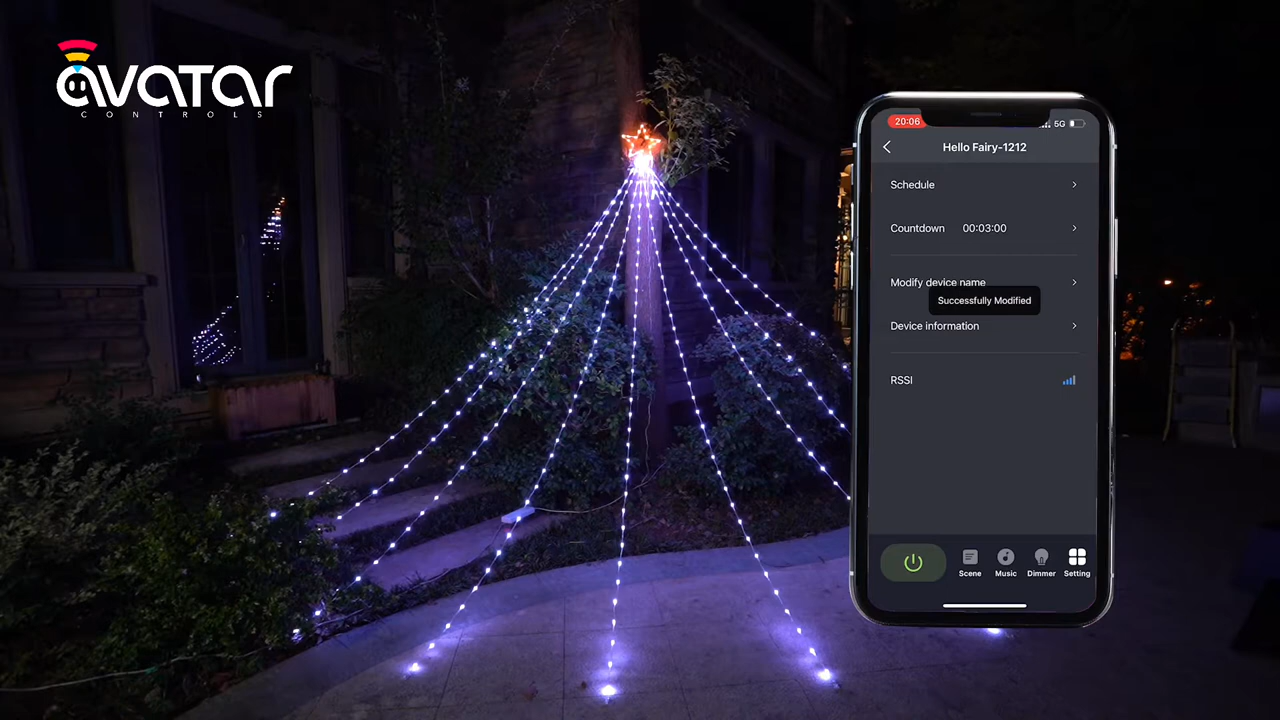 avatar
CONTROLS
20:06
5G
Hello Fairy-1212
Schedule
Countdown 00:03:00
Modify device name
Successfully Modified
Device information
RSSI
Scene Music Dimmer Setting